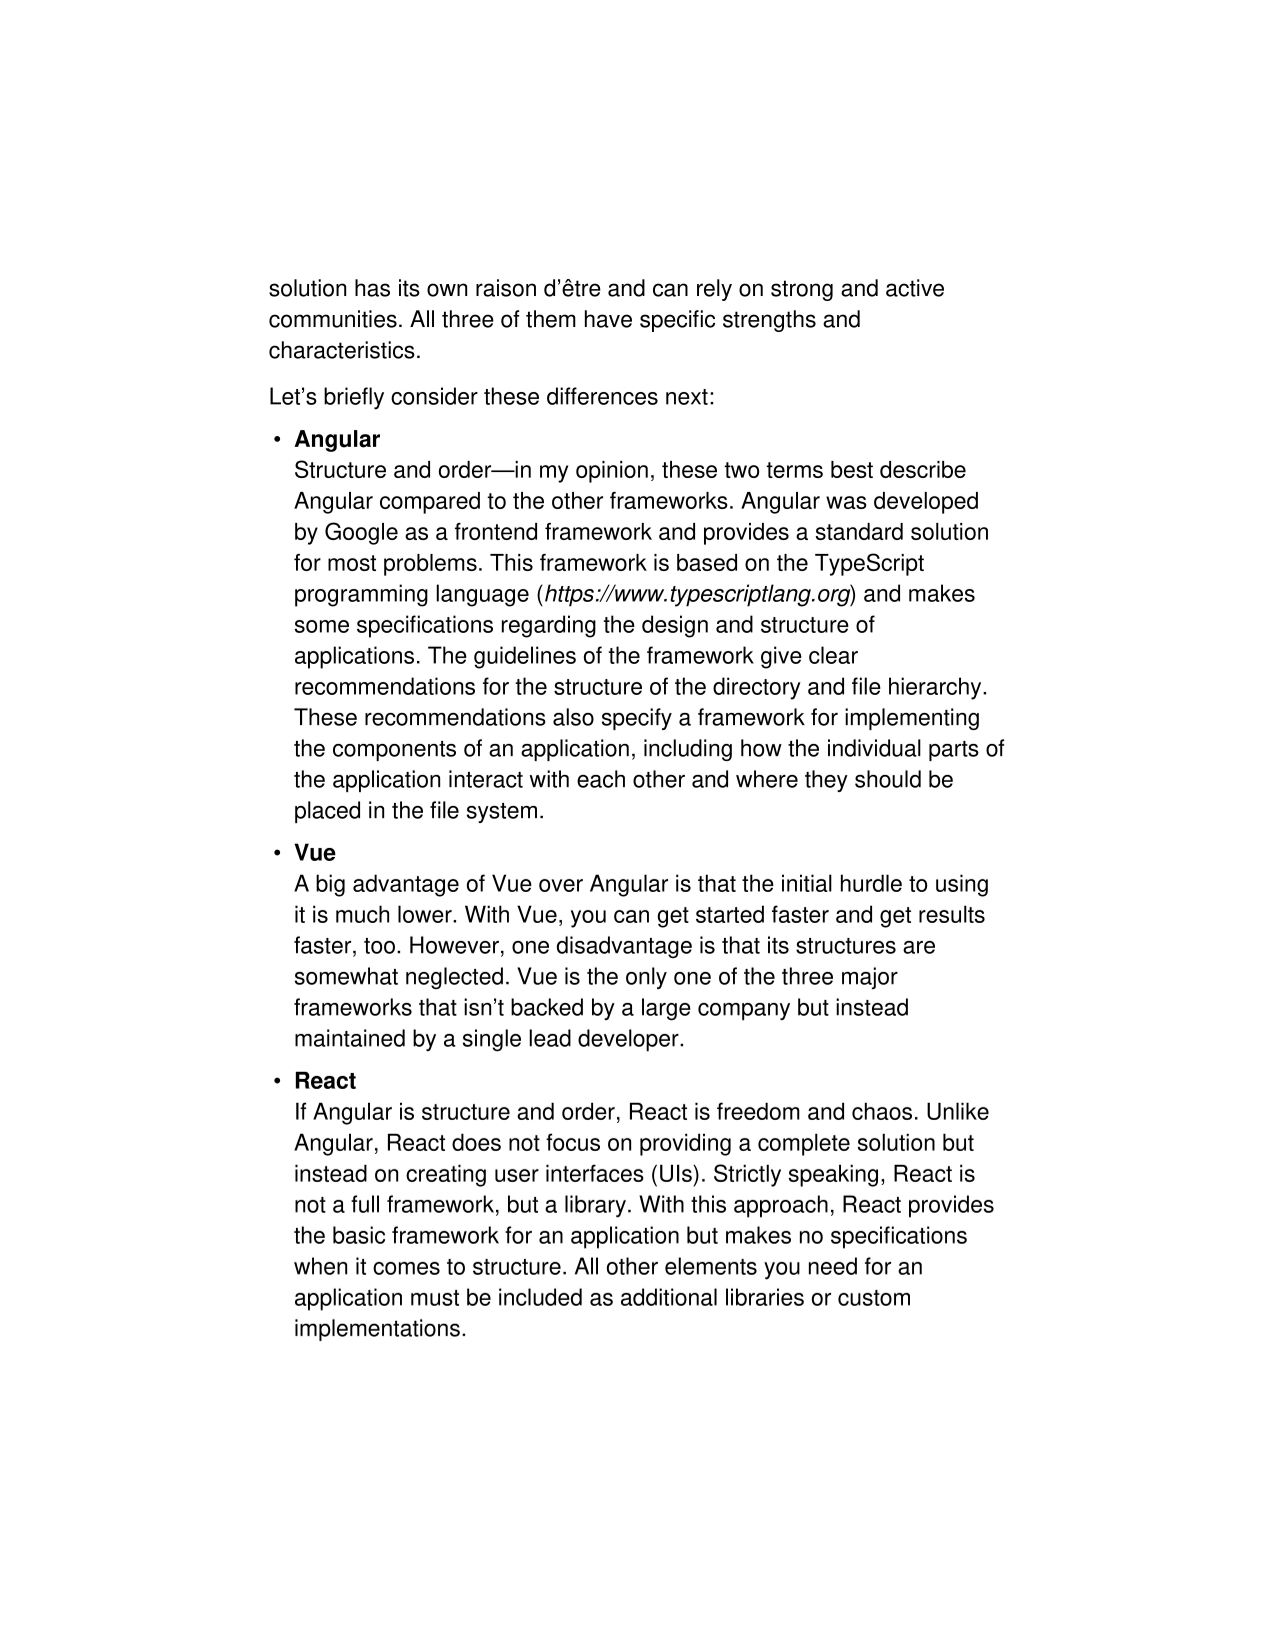 solution has its own raison d’être and can rely on strong and active
communities. All three of them have specific strengths and
characteristics.
Let’s briefly consider these differences next:
• Angular
Structure and order—in my opinion, these two terms best describe
Angular compared to the other frameworks. Angular was developed
by Google as a frontend framework and provides a standard solution
for most problems. This framework is based on the TypeScript
programming language (https://www.typescriptlang.org) and makes
some specifications regarding the design and structure of
applications. The guidelines of the framework give clear
recommendations for the structure of the directory and file hierarchy.
These recommendations also specify a framework for implementing
the components of an application, including how the individual parts of
the application interact with each other and where they should be
placed in the file system.
• Vue
A big advantage of Vue over Angular is that the initial hurdle to using
it is much lower. With Vue, you can get started faster and get results
faster, too. However, one disadvantage is that its structures are
somewhat neglected. Vue is the only one of the three major
frameworks that isn’t backed by a large company but instead
maintained by a single lead developer.
• React
If Angular is structure and order, React is freedom and chaos. Unlike
Angular, React does not focus on providing a complete solution but
instead on creating user interfaces (UIs). Strictly speaking, React is
not a full framework, but a library. With this approach, React provides
the basic framework for an application but makes no specifications
when it comes to structure. All other elements you need for an
application must be included as additional libraries or custom
implementations.